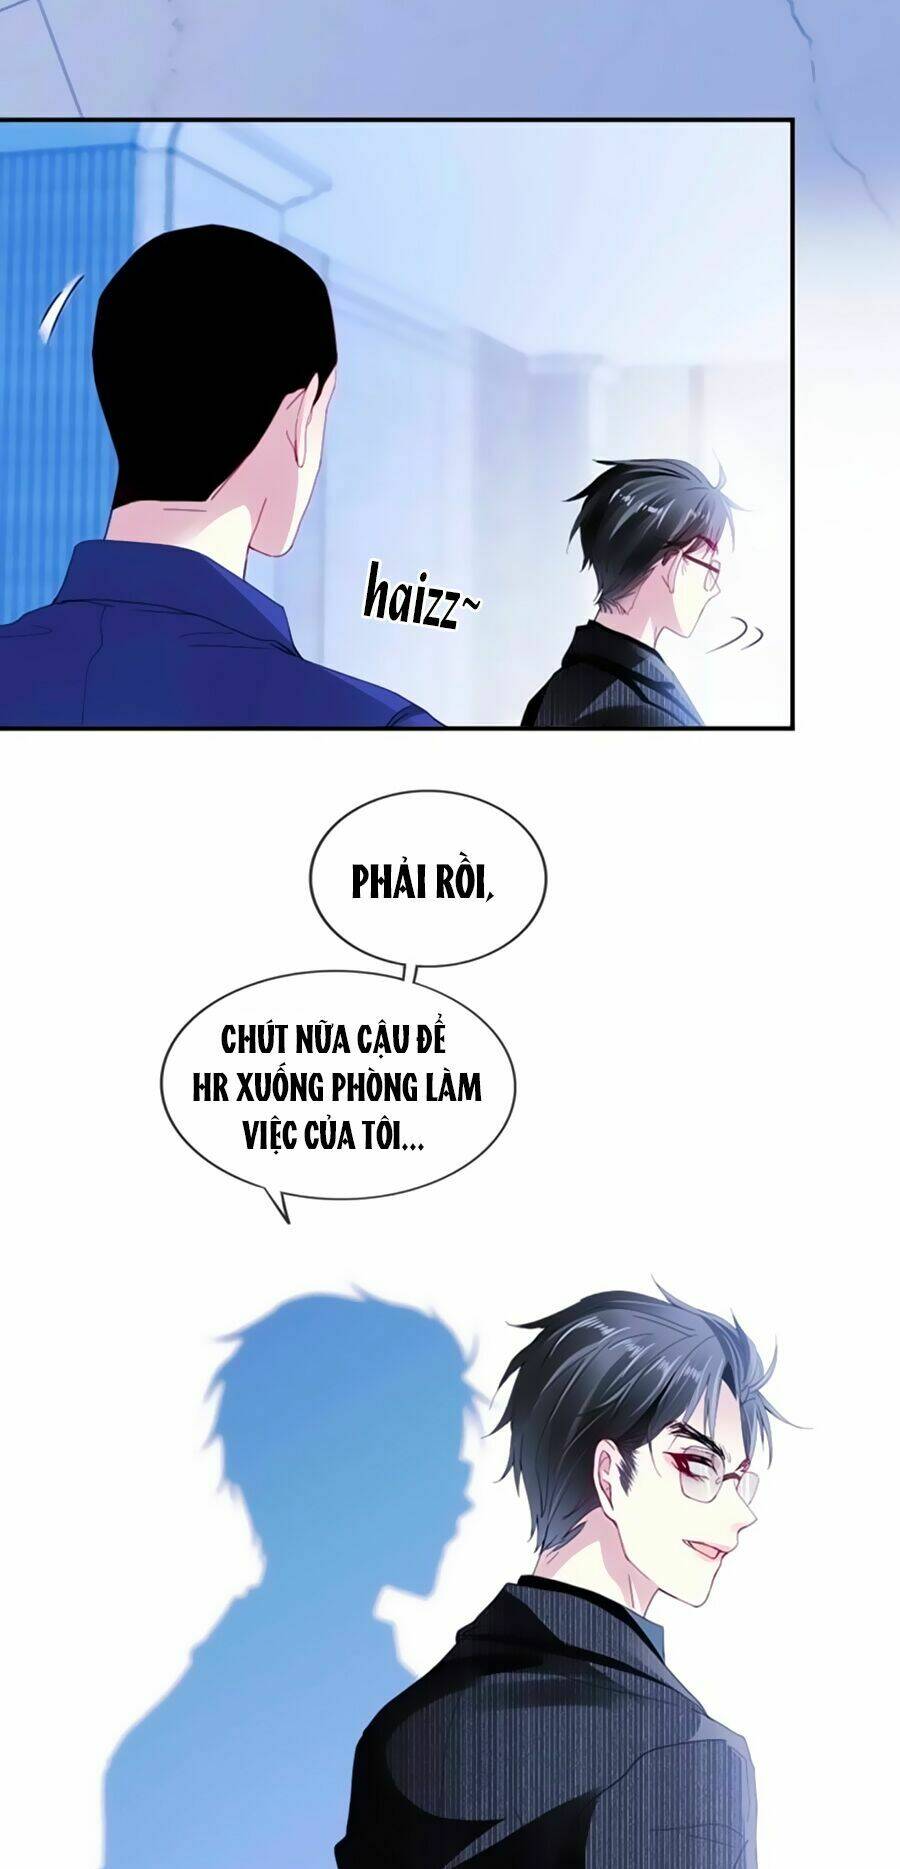 haizz~
PHẢI RỒI,
CHÚT NỮA CẬU ĐỂ
HR XUỐNG PHÒNG LÀM
VIỆC CỦA TÔI...